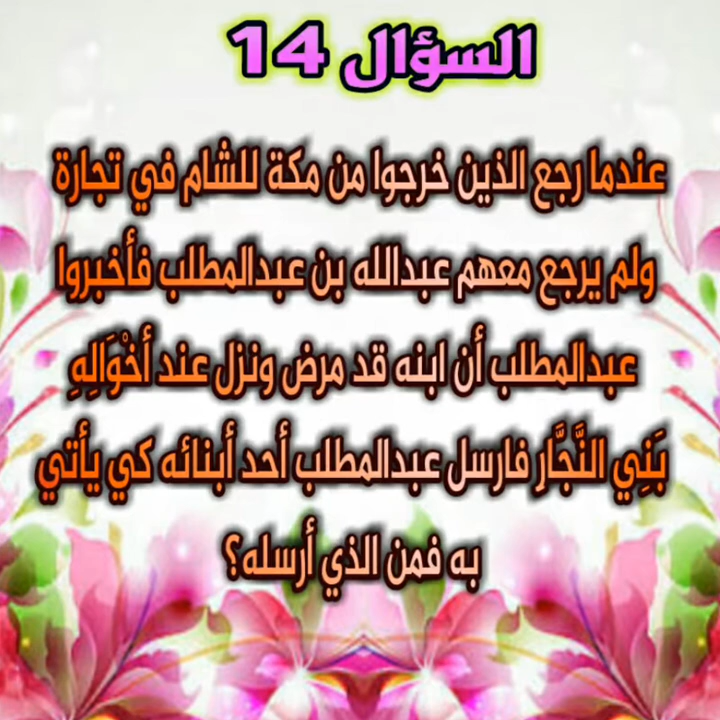 السؤال 14
عندما رجع الذين خرجوا من مكة للشام في تجارة
ولم يرجع معهم عبدالله بن عبدالمطلب فأخبروا
عبدالمطلب أن ابنه قد مرض ونزل عند أخْوَالِهِ
بَنِي النَّجَّارِ فارسل عبدالمطلب أحد أبنائه كي يأتي
به فمن الذي أرسله؟